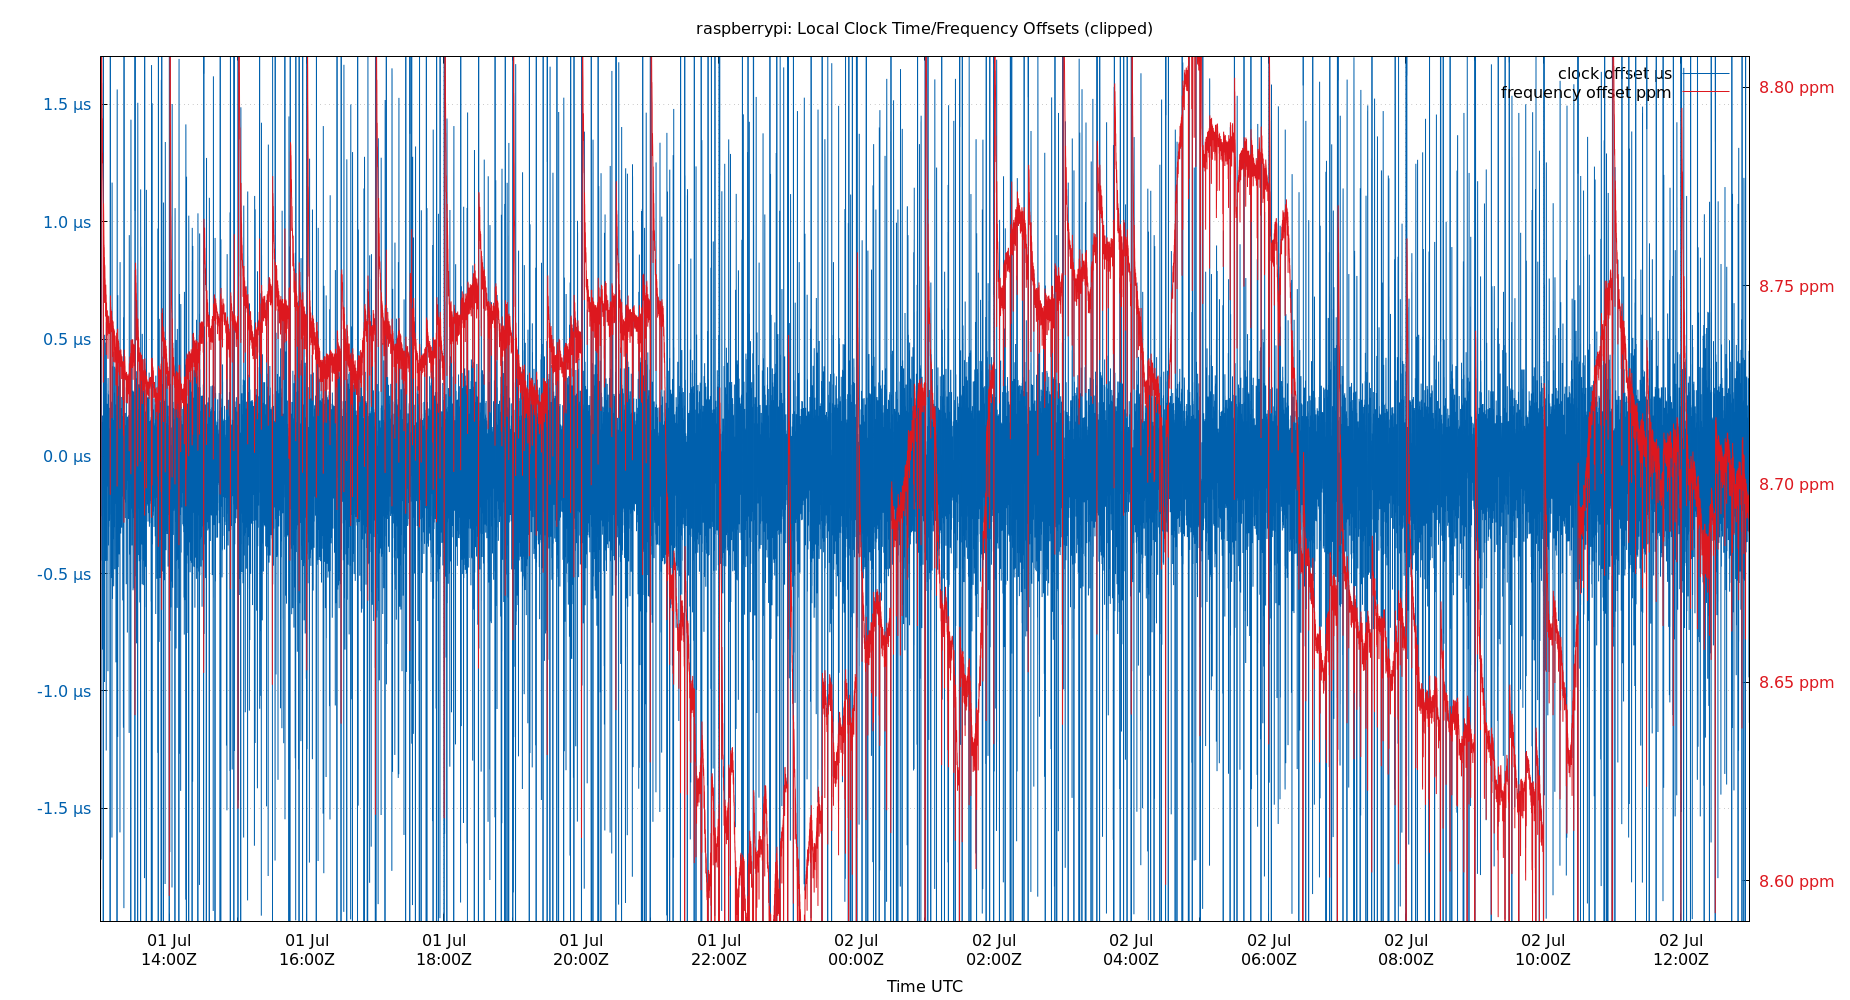 raspberrypi: Local Clock Time/Frequency Offsets (clipped)
clock offset µs
frequency offset ppm
1.5 µs
1.0 µs
0.5 µs
0.0 µs
-0.5 µs
-1.0 µs
-1.5 µs
8.80 ppm
8.75 ppm
8.70 ppm
8.65 ppm
8.60 ppm
01 Jul 01 Jul 01 Jul 01 Jul 01 Jul 02 Jul 02 Jul 02 Jul 02 Jul 02 Jul 02 Jul 02 Jul
14:00Z 16:00Z 18:00Z 20:00Z 22:00Z 00:00Z 02:00Z 04:00Z 06:00Z 08:00Z 10:00Z 12:00Z
Time UTC